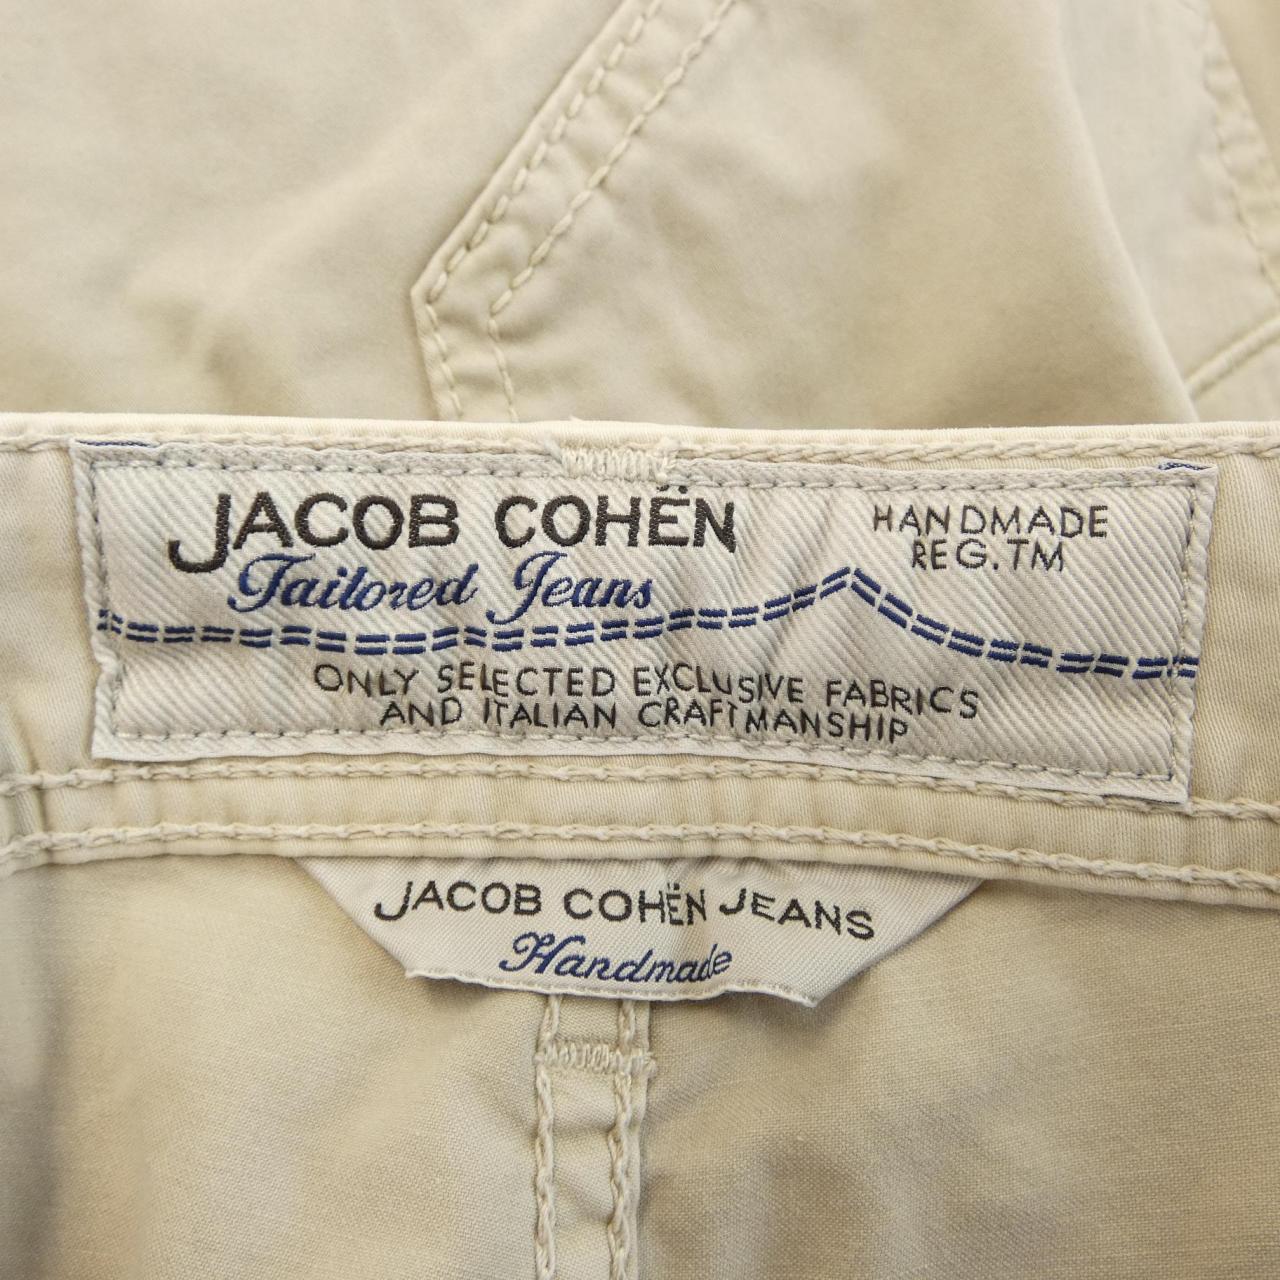 JACOB COHËN
HANDMADE
REG.TM
Tailored Jeans
ONLY SELECTED EXCLUSIVE FABRICS
AND ITALIAN CRAFTMANSHIP
JACOB COHËN JEANS
Handmade